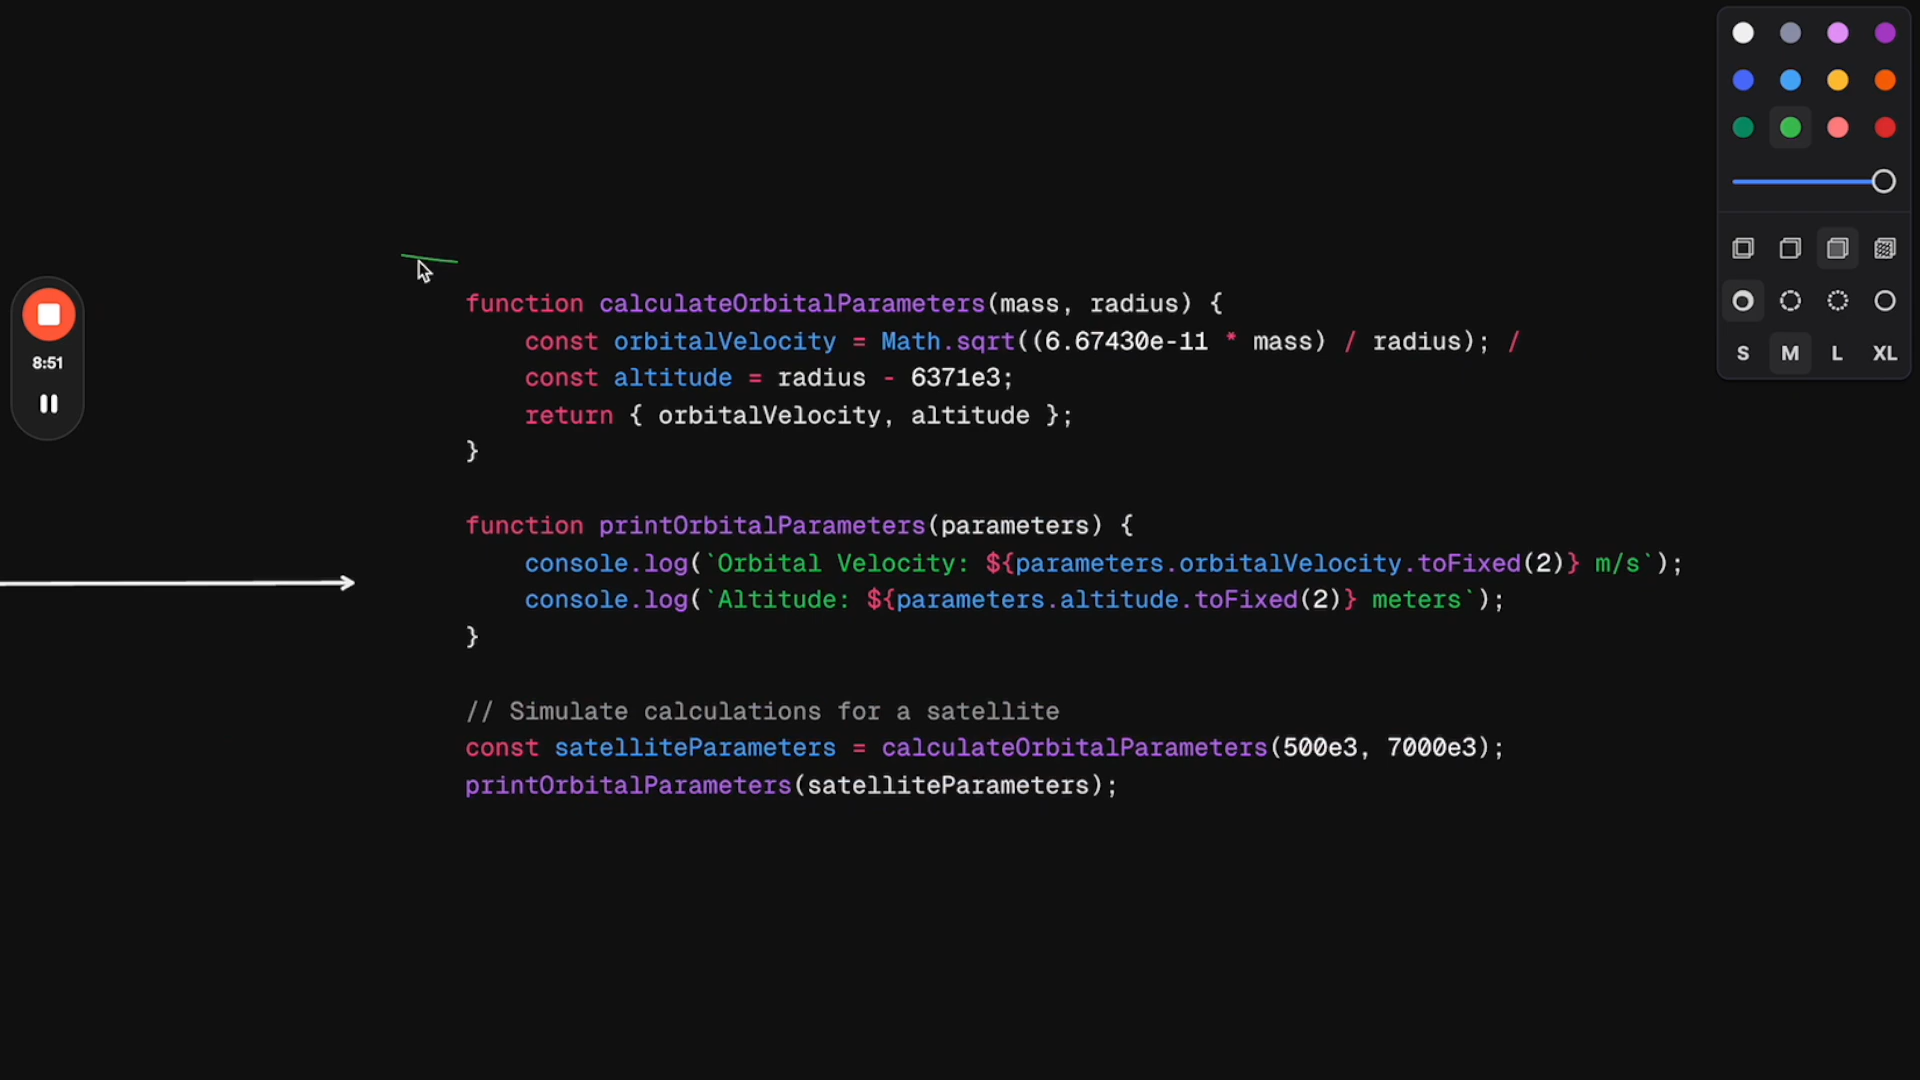 function calculateOrbitalParameters(mass, radius) {
const orbitalVelocity = Math.sqrt((6.67430e-11 * mass) / radius); /
const altitude = radius - 6371e3;
return { orbitalVelocity, altitude };
}
function printOrbitalParameters(parameters) {
console.log(`Orbital Velocity: ${parameters.orbitalVelocity.toFixed(2)} m/s`);
console.log(`Altitude: ${parameters.altitude.toFixed(2)} meters`);
}
// Simulate calculations for a satellite
const satelliteParameters = calculateOrbitalParameters(500e3, 7000e3);
printOrbitalParameters(satelliteParameters);
8:51
S M L XL